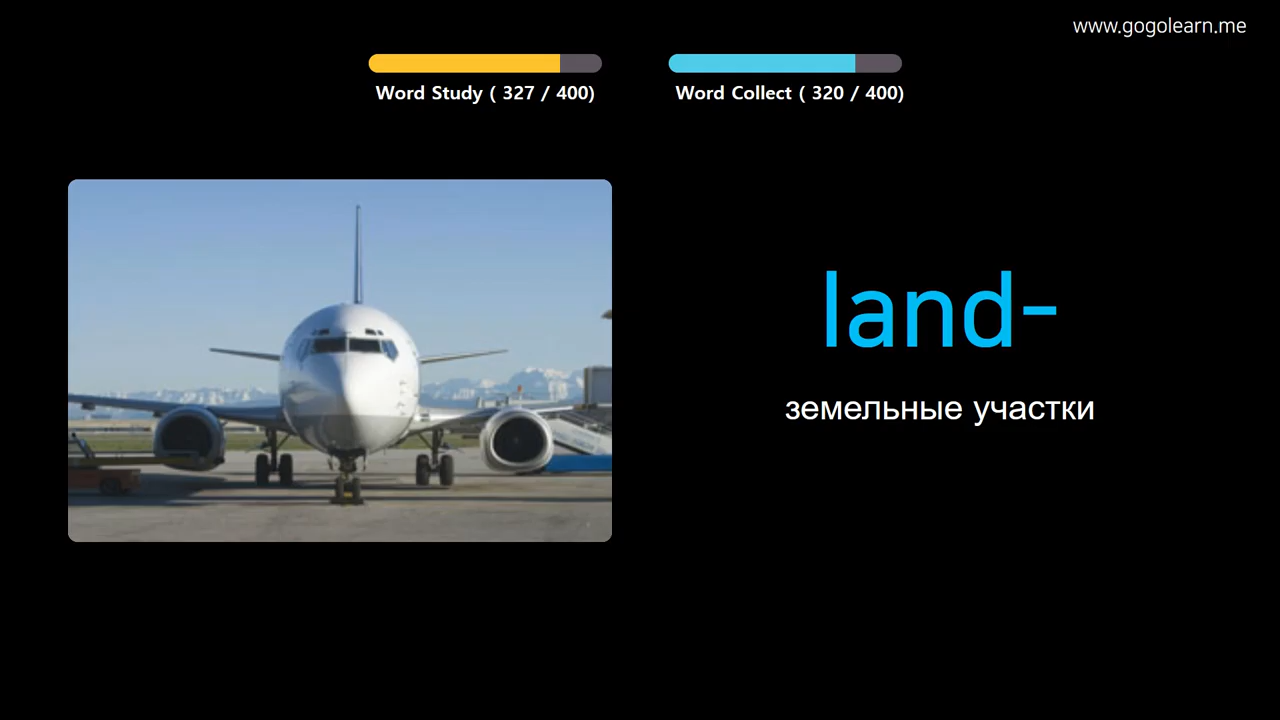 www.gogolearn.me
Word Study ( 327 / 400)
Word Collect ( 320 / 400)
land-
земельные участки